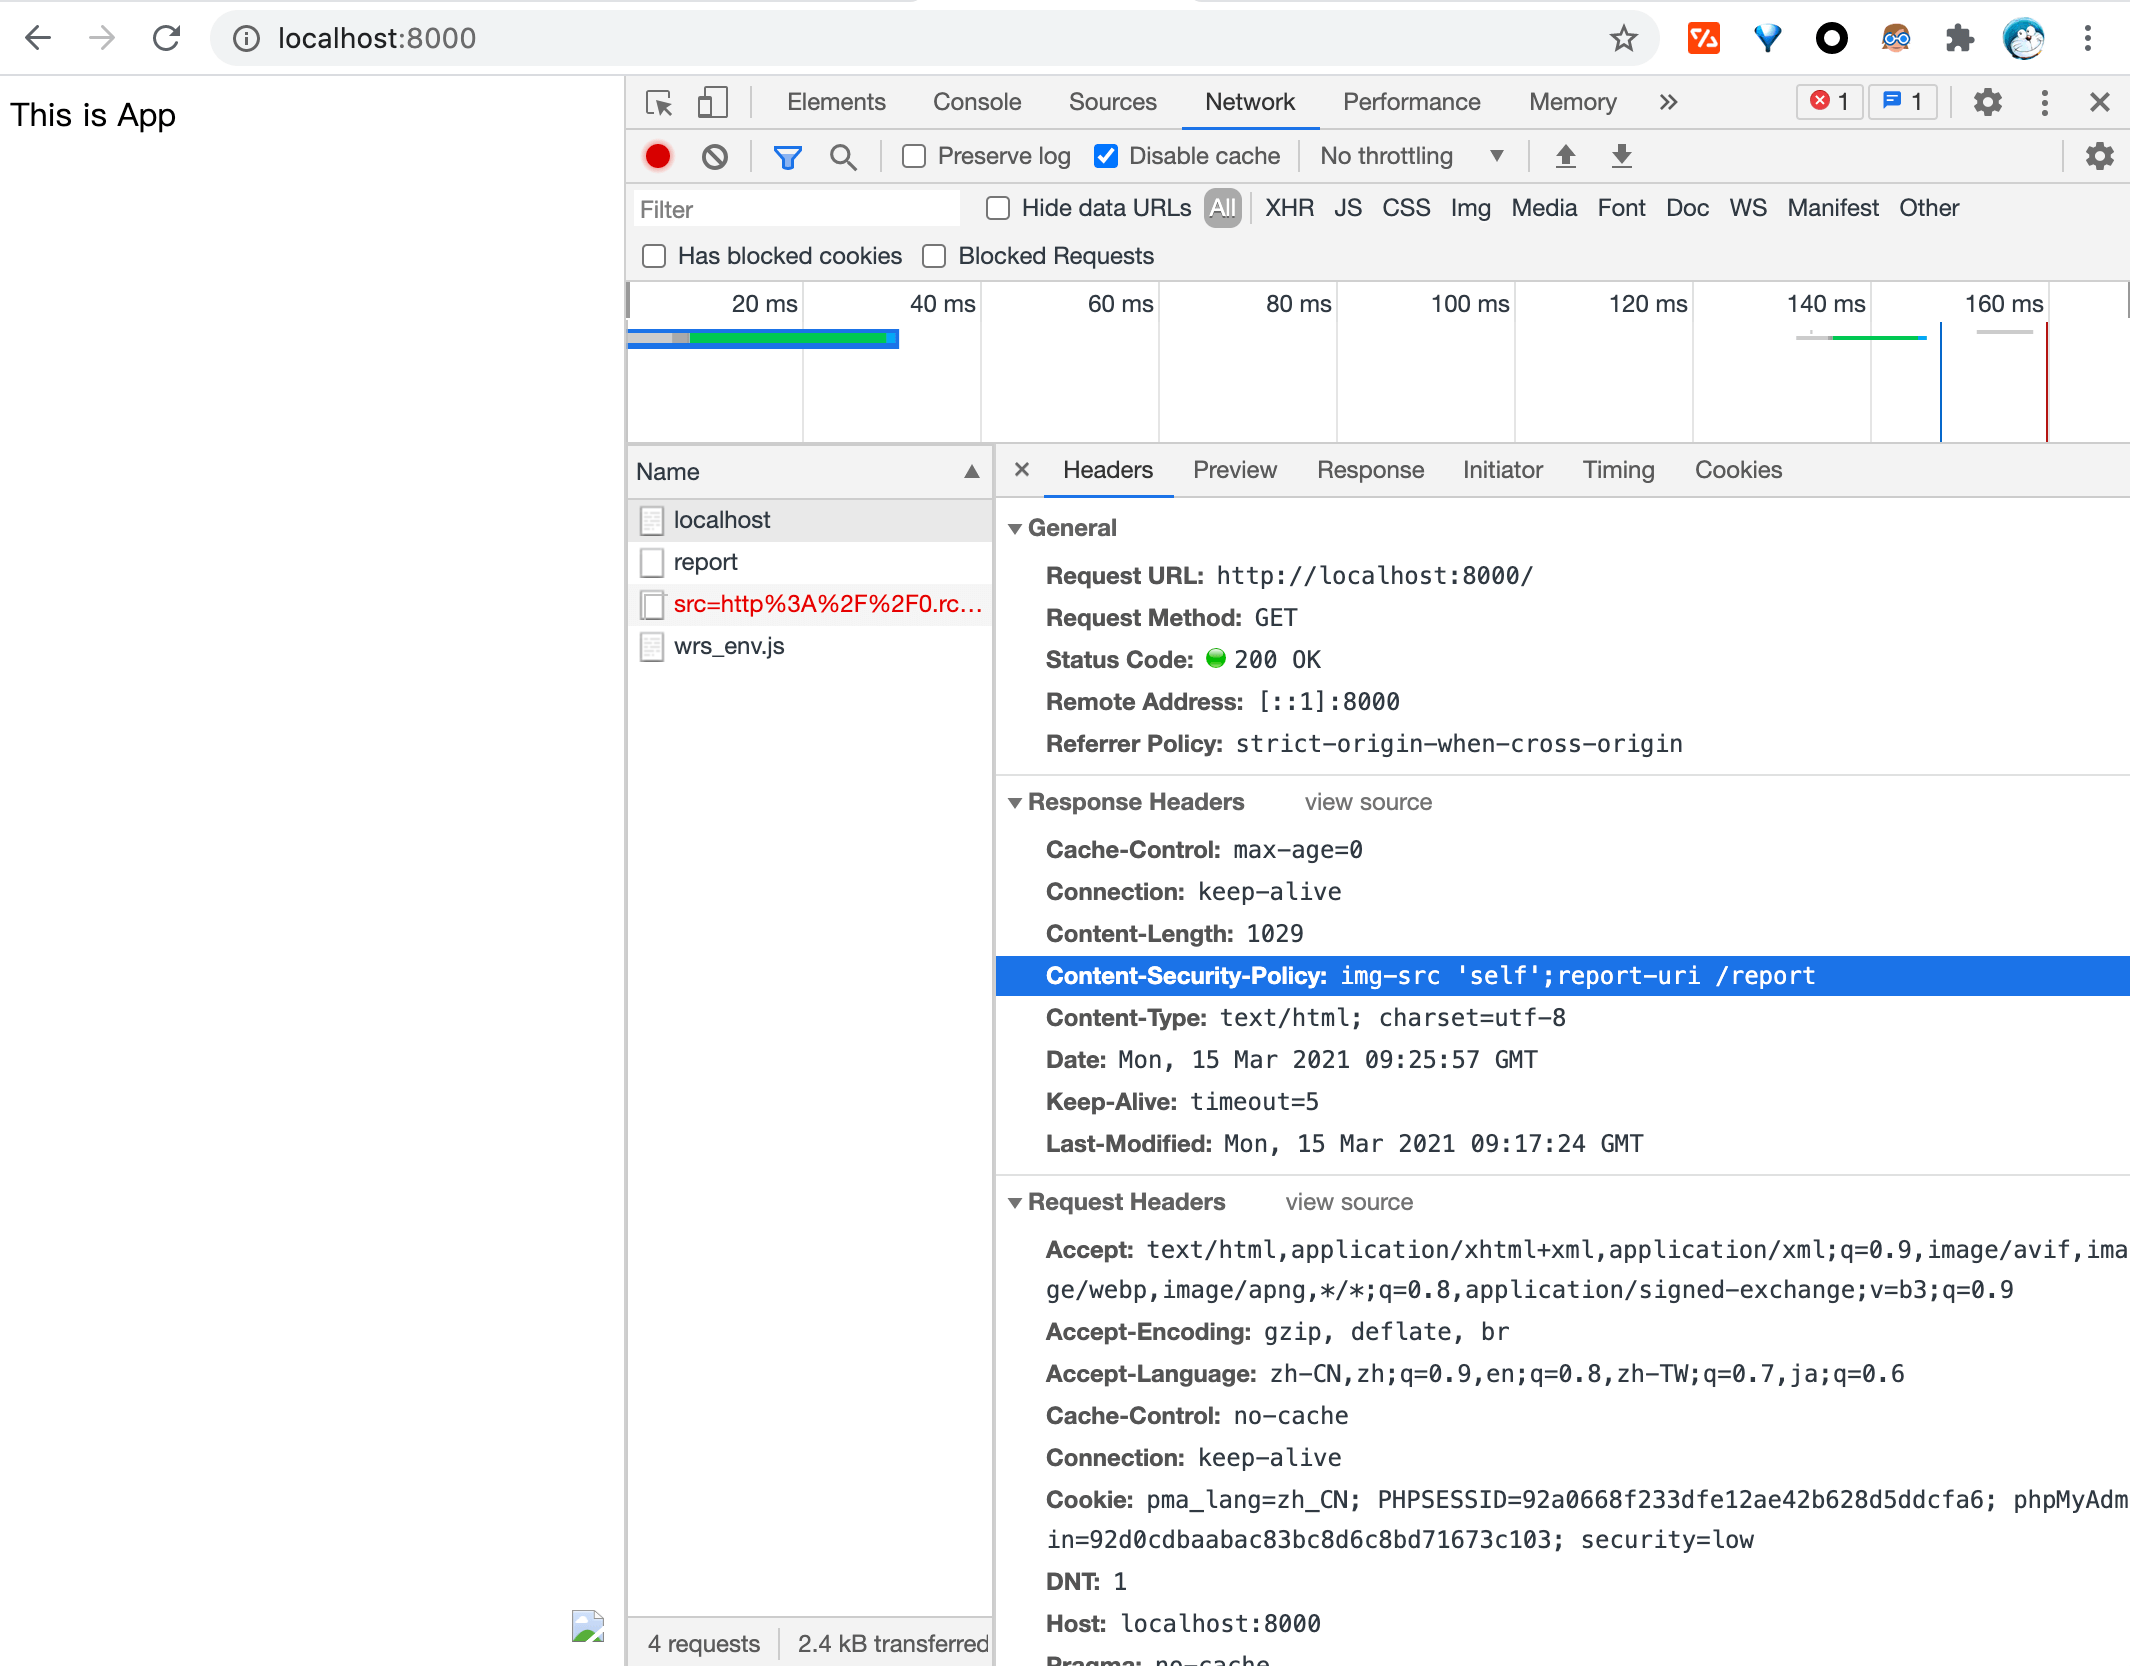 localhost:8000
This is App
Elements Console Sources Network Performance Memory » 1 1
Preserve log Disable cache No throttling
Filter Hide data URLs All XHR JS CSS Img Media Font Doc WS Manifest Other
Has blocked cookies Blocked Requests
20 ms 40 ms 60 ms 80 ms 100 ms 120 ms 140 ms 160 ms
Name
localhost
report
src=http%3A%2F%2F0.rc…
wrs_env.js
4 requests 2.4 kB transferred
× Headers Preview Response Initiator Timing Cookies
General
Request URL: http://localhost:8000/
Request Method: GET
Status Code: 200 OK
Remote Address: [::1]:8000
Referrer Policy: strict-origin-when-cross-origin
Response Headers view source
Cache-Control: max-age=0
Connection: keep-alive
Content-Length: 1029
Content-Security-Policy: img-src 'self';report-uri /report
Content-Type: text/html; charset=utf-8
Date: Mon, 15 Mar 2021 09:25:57 GMT
Keep-Alive: timeout=5
Last-Modified: Mon, 15 Mar 2021 09:17:24 GMT
Request Headers view source
Accept: text/html,application/xhtml+xml,application/xml;q=0.9,image/avif,ima
ge/webp,image/apng,*/*;q=0.8,application/signed-exchange;v=b3;q=0.9
Accept-Encoding: gzip, deflate, br
Accept-Language: zh-CN,zh;q=0.9,en;q=0.8,zh-TW;q=0.7,ja;q=0.6
Cache-Control: no-cache
Connection: keep-alive
Cookie: pma_lang=zh_CN; PHPSESSID=92a0668f233dfe12ae42b628d5ddcfa6; phpMyAdm
in=92d0cdbaabac83bc8d6c8bd71673c103; security=low
DNT: 1
Host: localhost:8000
Pragma: no-cache